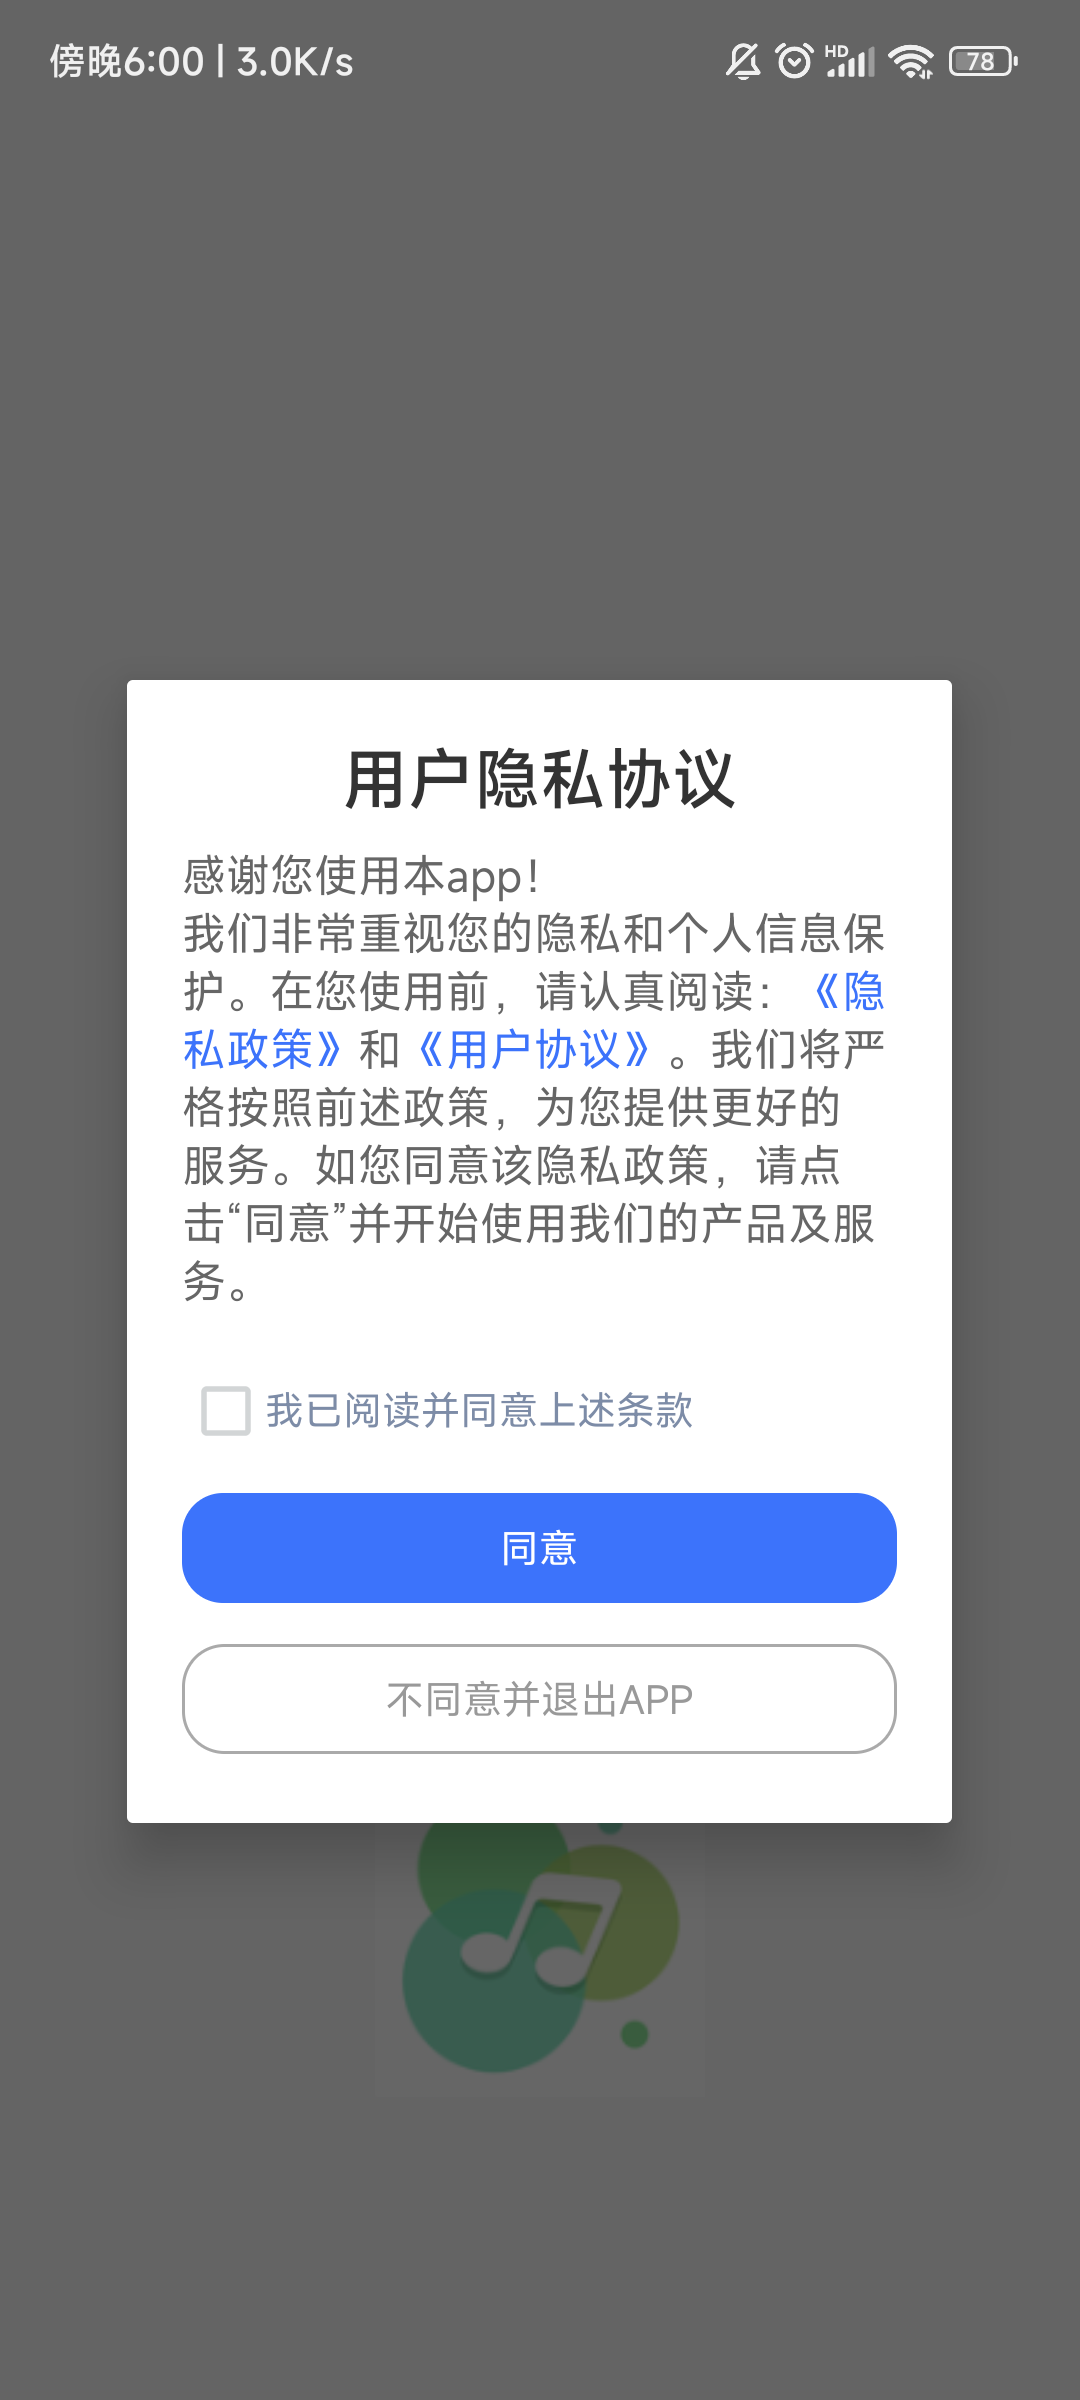 傍晚6:00 | 3.0K/s
HD
78
用户隐私协议
感谢您使用本app！
我们非常重视您的隐私和个人信息保
护。在您使用前，请认真阅读：《隐
私政策》和《用户协议》。我们将严
格按照前述政策，为您提供更好的
服务。如您同意该隐私政策，请点
击“同意”并开始使用我们的产品及服
务。
我已阅读并同意上述条款
同意
不同意并退出APP